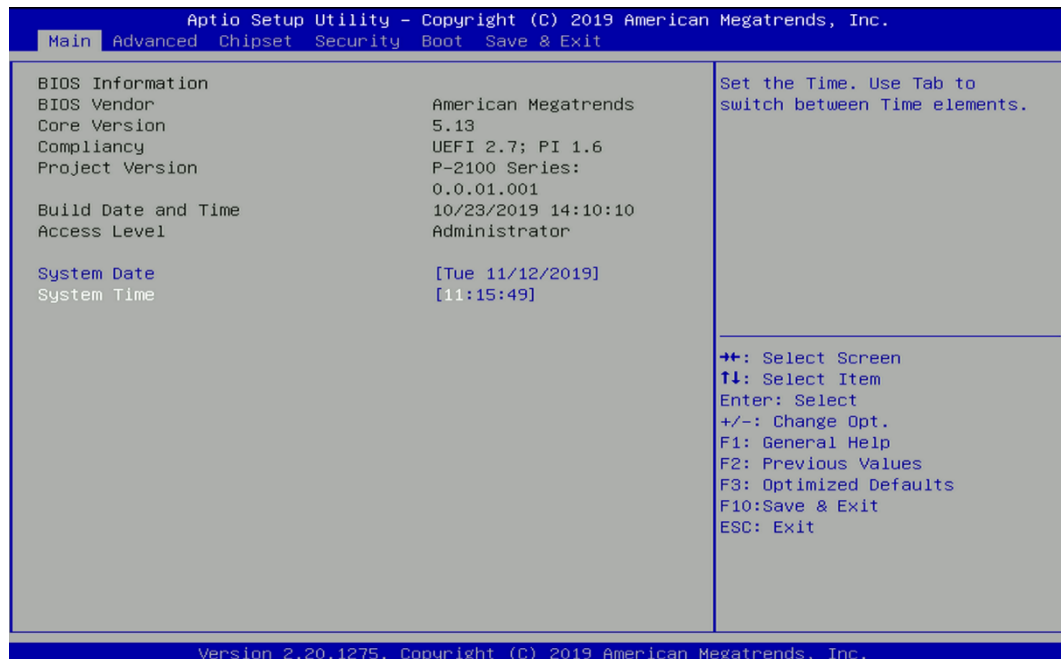 Aptio Setup Utility – Copyright (C) 2019 American Megatrends, Inc.
Main Advanced Chipset Security Boot Save & Exit
BIOS Information
BIOS Vendor American Megatrends
Core Version 5.13
Compliancy UEFI 2.7; PI 1.6
Project Version P-2100 Series:
0.0.01.001
Build Date and Time 10/23/2019 14:10:10
Access Level Administrator
System Date [Tue 11/12/2019]
System Time [11:15:49]
Set the Time. Use Tab to
switch between Time elements.
→←: Select Screen
↑↓: Select Item
Enter: Select
+/-: Change Opt.
F1: General Help
F2: Previous Values
F3: Optimized Defaults
F10:Save & Exit
ESC: Exit
Version 2.20.1275. Copyright (C) 2019 American Megatrends, Inc.